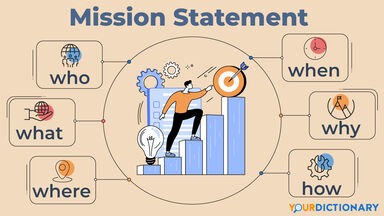 Mission Statement
who
what
where
when
why
how
YOURDICTIONARY